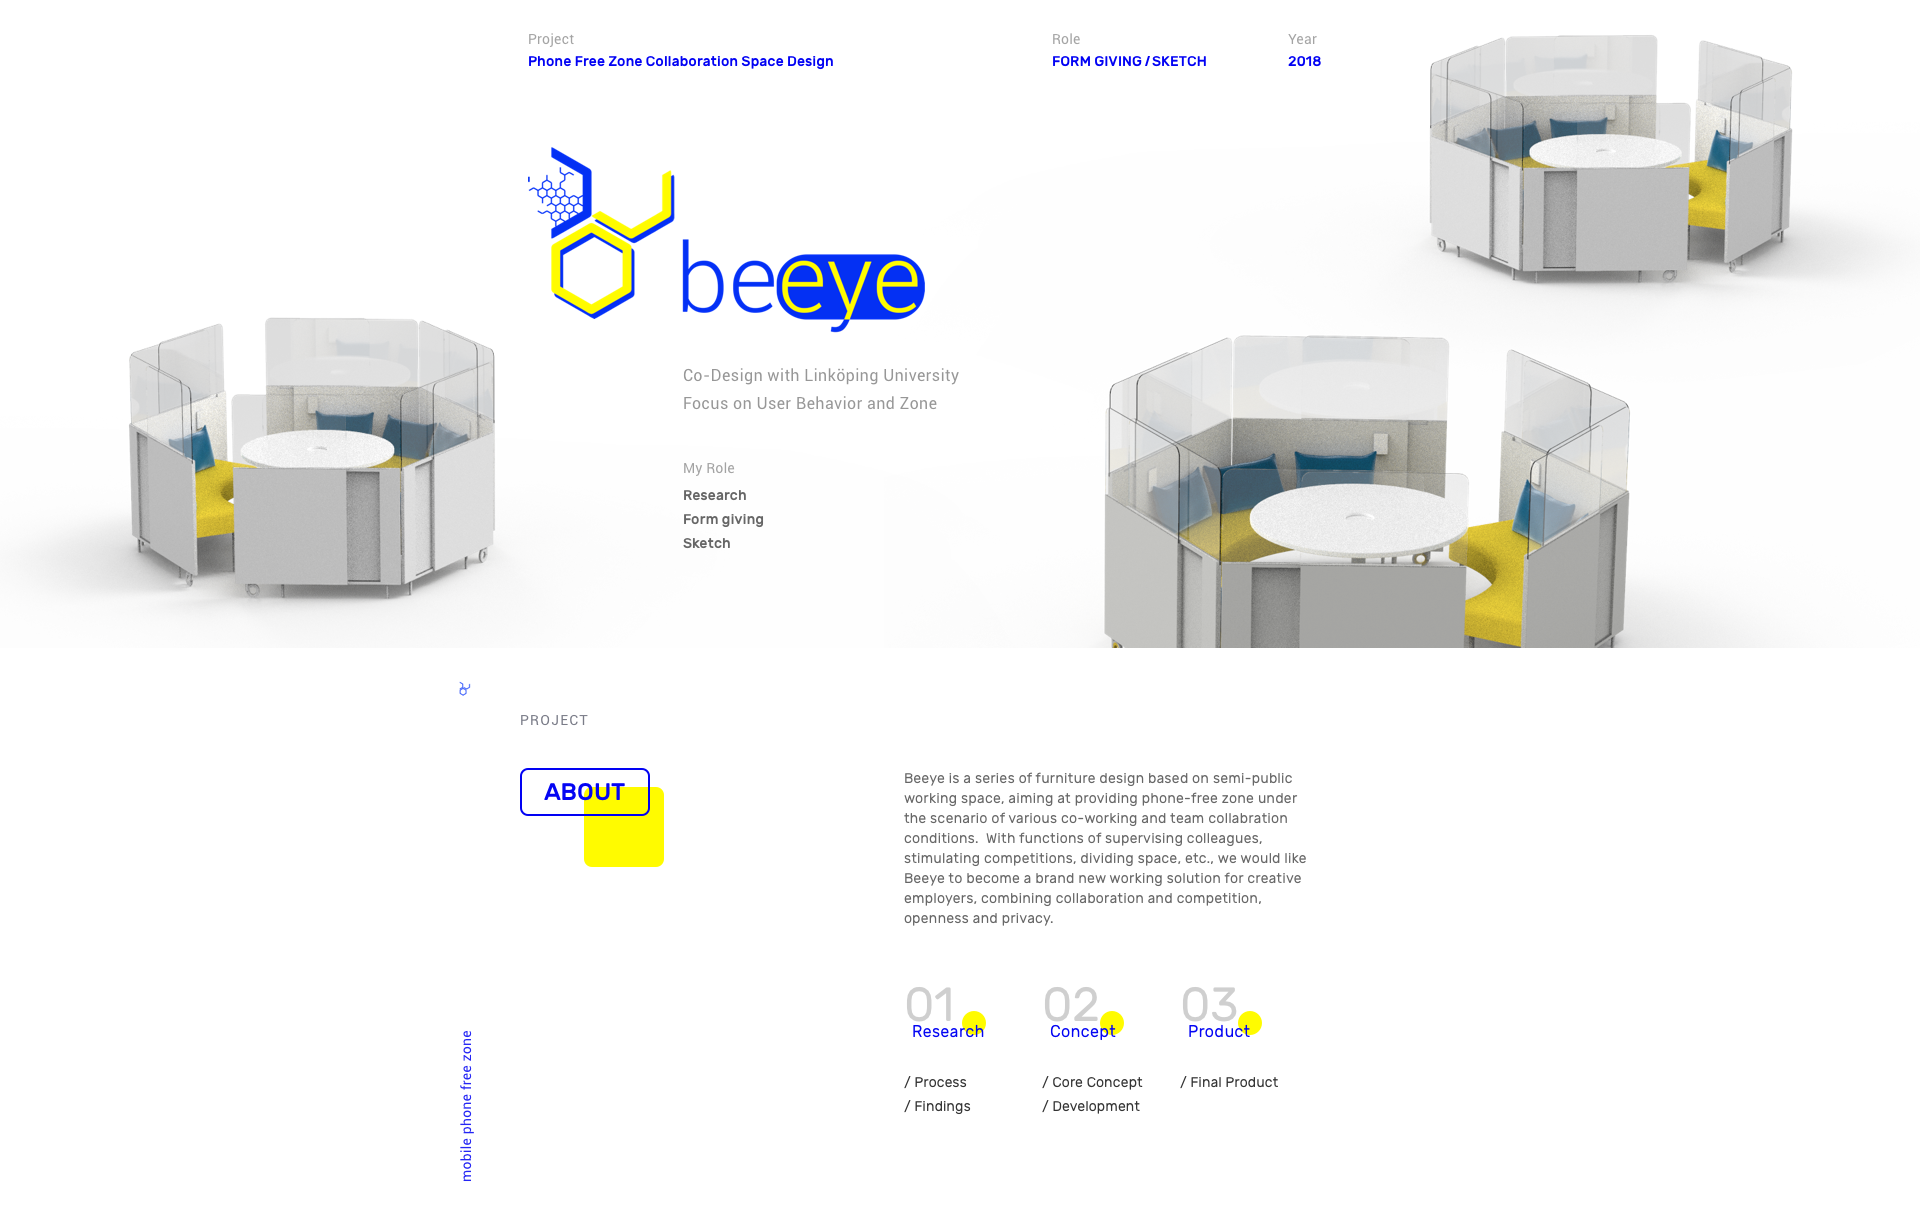 Project
Phone Free Zone Collaboration Space Design
Role
FORM GIVING / SKETCH
Year
2018
beeye
Co-Design with Linköping University
Focus on User Behavior and Zone
My Role
Research
Form giving
Sketch
PROJECT
ABOUT
Beeye is a series of furniture design based on semi-public
working space, aiming at providing phone-free zone under
the scenario of various co-working and team collabration
conditions.  With functions of supervising colleagues,
stimulating competitions, dividing space, etc., we would like
Beeye to become a brand new working solution for creative
employers, combining collaboration and competition,
openness and privacy.
01
Research
/ Process
/ Findings
02
Concept
/ Core Concept
/ Development
03
Product
/ Final Product
mobile phone free zone